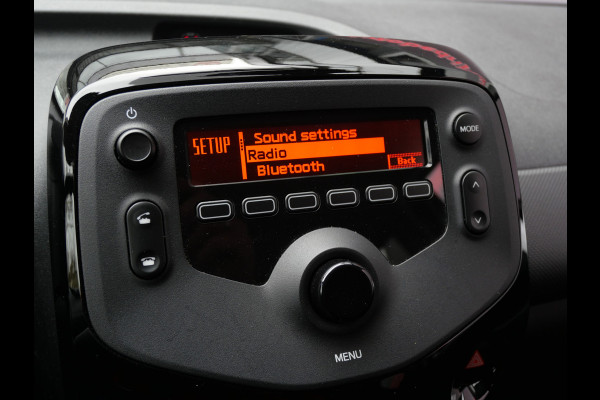 SETUP
Sound settings
Radio
Bluetooth
Back
MODE
MENU